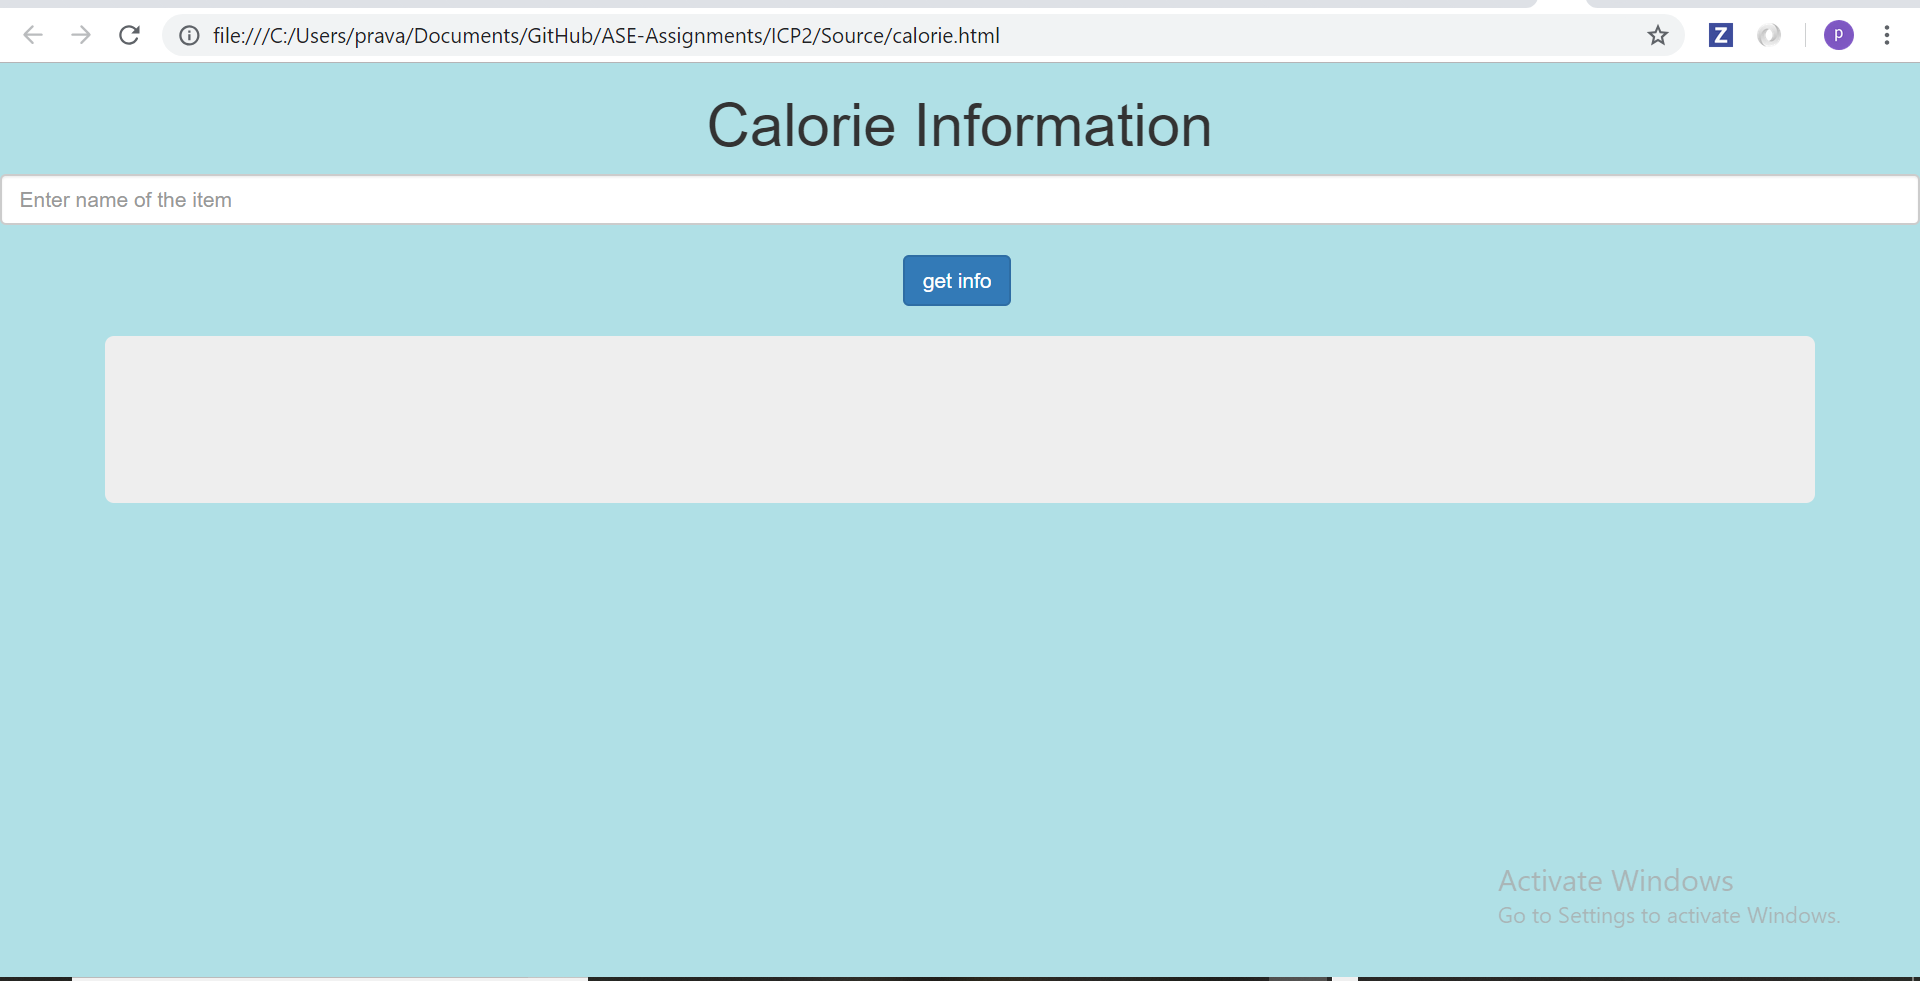 file:///C:/Users/prava/Documents/GitHub/ASE-Assignments/ICP2/Source/calorie.html
Z
p
Calorie Information
Enter name of the item
get info
Activate Windows
Go to Settings to activate Windows.